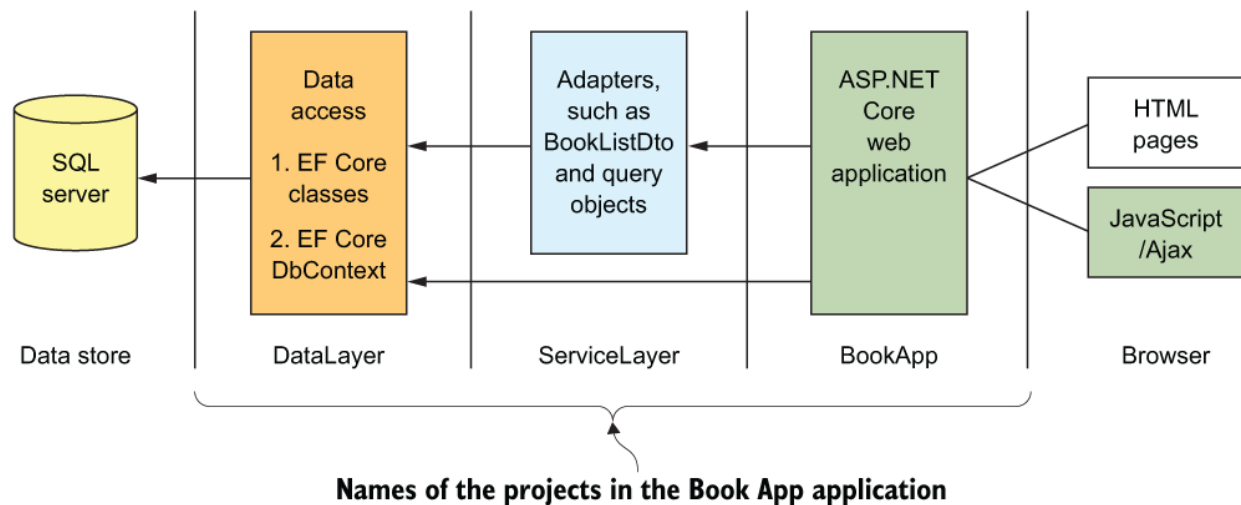 SQL
server
Data
access
1. EF Core
classes
2. EF Core
DbContext
Adapters,
such as
BookListDto
and query
objects
ASP.NET
Core
web
application
HTML
pages
JavaScript
/Ajax
Data store
DataLayer
ServiceLayer
BookApp
Browser
Names of the projects in the Book App application